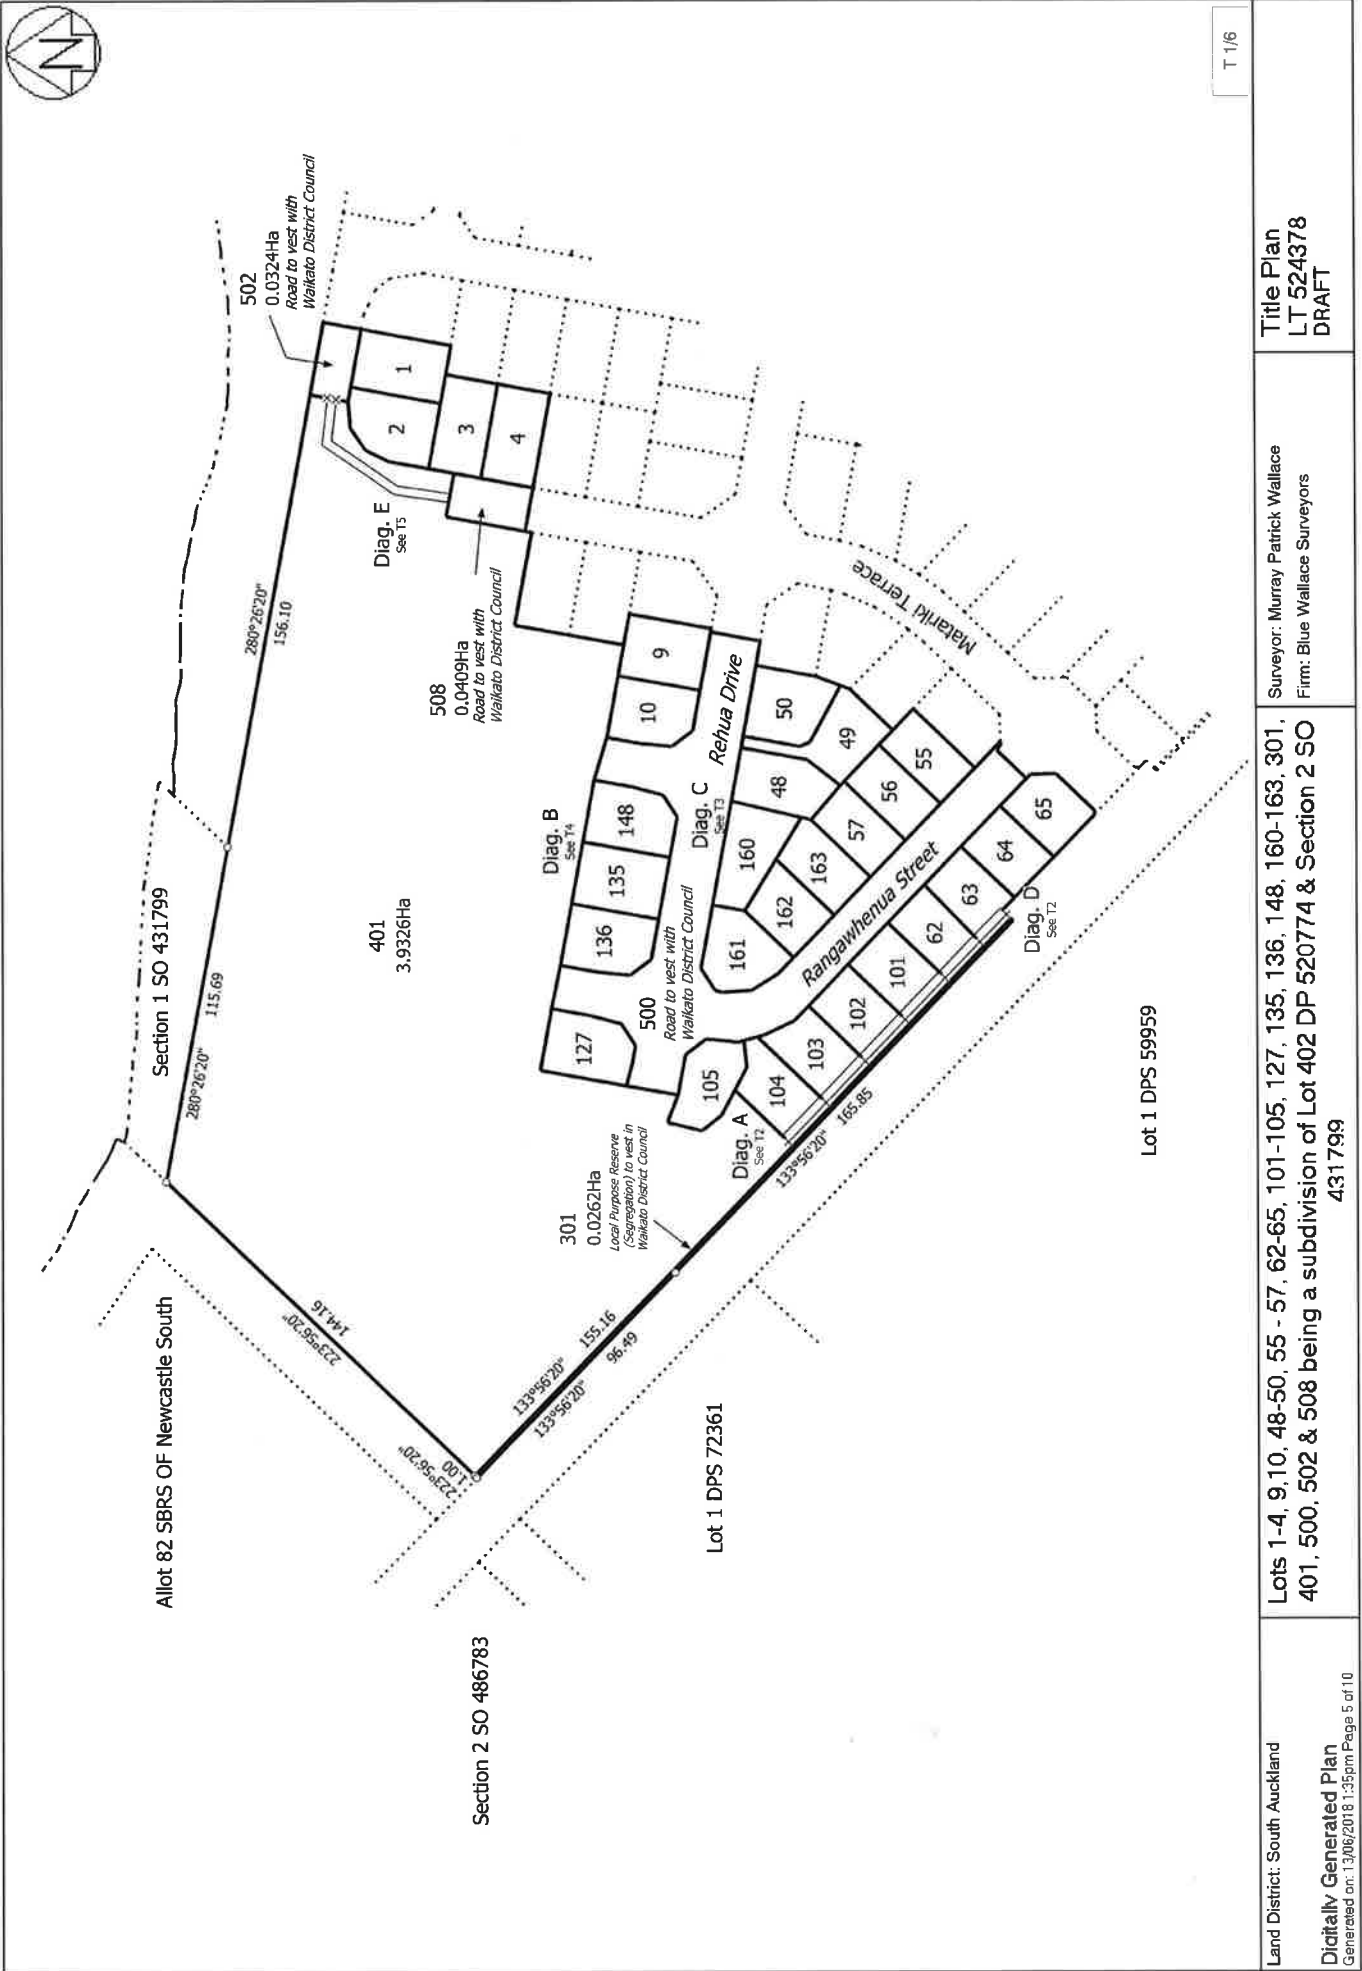 N
T 1/6
502
0.0324Ha
Road to vest with
Waikato District Council
Section 1 SO 431799
280°26'20"
115.69
280°26'20"
156.10
Allot 82 SBRS OF Newcastle South
223°56'20"
144.16
223°56'20"
1.00
401
3.9326Ha
508
0.0409Ha
Road to vest with
Waikato District Council
Diag. E
See T5
1
2
3
4
Section 2 SO 486783
133°56'20"
155.16
133°56'20"
96.49
301
0.0262Ha
Local Purpose Reserve
(Segregation) to vest in
Waikato District Council
Diag. B
See T4
127
136
135
148
10
9
500
Road to vest with
Waikato District Council
Diag. C
See T3
Rehua Drive
105
161
160
48
50
49
Diag. A
See T2
104
103
102
101
62
63
64
65
162
163
57
56
55
Rangawhenua Street
Matariki Terrace
133°56'20"
165.85
Diag. D
See T2
Lot 1 DPS 72361
Lot 1 DPS 59959
Land District: South Auckland
Digitally Generated Plan
Generated on: 13/06/2018 1:35pm Page 5 of 10
Lots 1-4, 9,10, 48-50, 55 - 57, 62-65, 101-105, 127, 135, 136, 148, 160-163, 301,
401, 500, 502 & 508 being a subdivision of Lot 402 DP 520774 & Section 2 SO
431799
Surveyor: Murray Patrick Wallace
Firm: Blue Wallace Surveyors
Title Plan
LT 524378
DRAFT